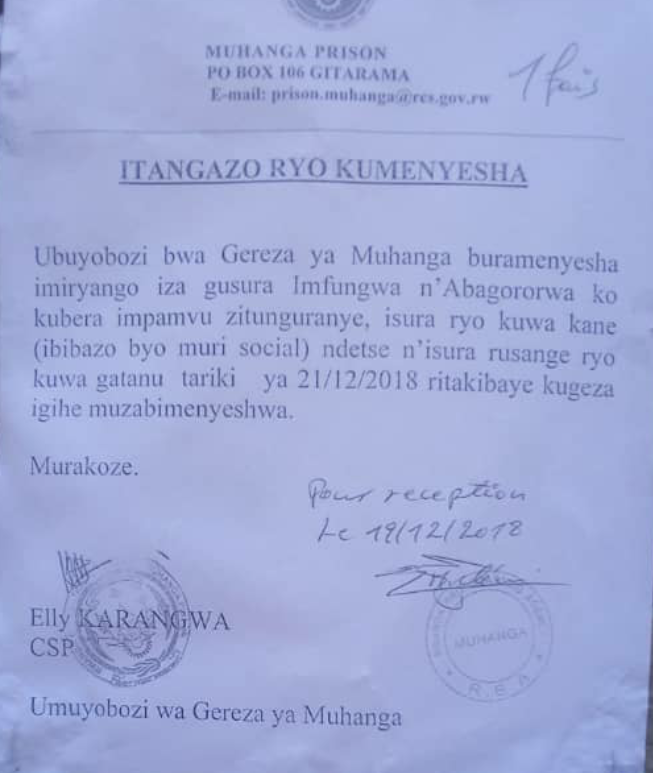 MUHANGA PRISON
PO BOX 106 GITARAMA
E-mail: prison.muhanga@rcs.gov.rw
1 fois
ITANGAZO RYO KUMENYESHA
Ubuyobozi bwa Gereza ya Muhanga buramenyesha
imiryango iza gusura Imfungwa n'Abagororwa ko
kubera impamvu zitunguranye, isura ryo kuwa kane
(ibibazo byo muri social) ndetse n'isura rusange ryo
kuwa gatanu tariki ya 21/12/2018 ritakibaye kugeza
igihe muzabimenyeshwa.
Murakoze.
Pour reception
Le 19/12/2018
Elly KARANGWA
CSP
MUHANGA
RBA
Umuyobozi wa Gereza ya Muhanga